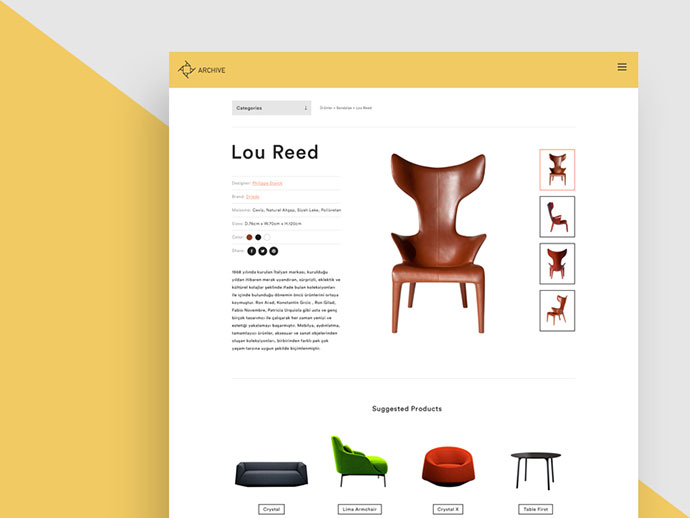 ARCHIVE
Categories
Ürünler > Sandalye > Lou Reed
Lou Reed
Designer: Philippe Starck
Brand: Driade
Malzeme: Ceviz, Natural Ahşap, Siyah Lake, Poliüretan
Sizes: D.76cm x W.70cm x H.120cm
Color:
Share:
1968 yılında kurulan İtalyan markası, kurulduğu
yıldan itibaren merak uyandıran, sürprizli, eklektik ve
kültürel kolajlar şeklinde ifade bulan koleksiyonları
ile içinde bulunduğu dönemin öncü ürünlerini ortaya
koymuştur. Ron Arad, Konstantin Grcic , Ron Gilad,
Fabio Novembre, Patricia Urquiola gibi usta ve genç
birçok tasarımcı ile çalışarak her zaman yeniyi ve
estetiği yakalamayı başarmıştır. Mobilya, aydınlatma,
tamamlayıcı ürünler, aksesuar ve sanat objelerinden
oluşan koleksiyonları, birbirinden farklı pek çok
yaşam tarzına uygun şekilde biçimlenmiştir.
Suggested Products
Crystal
Lima Armchair
Crystal X
Table First